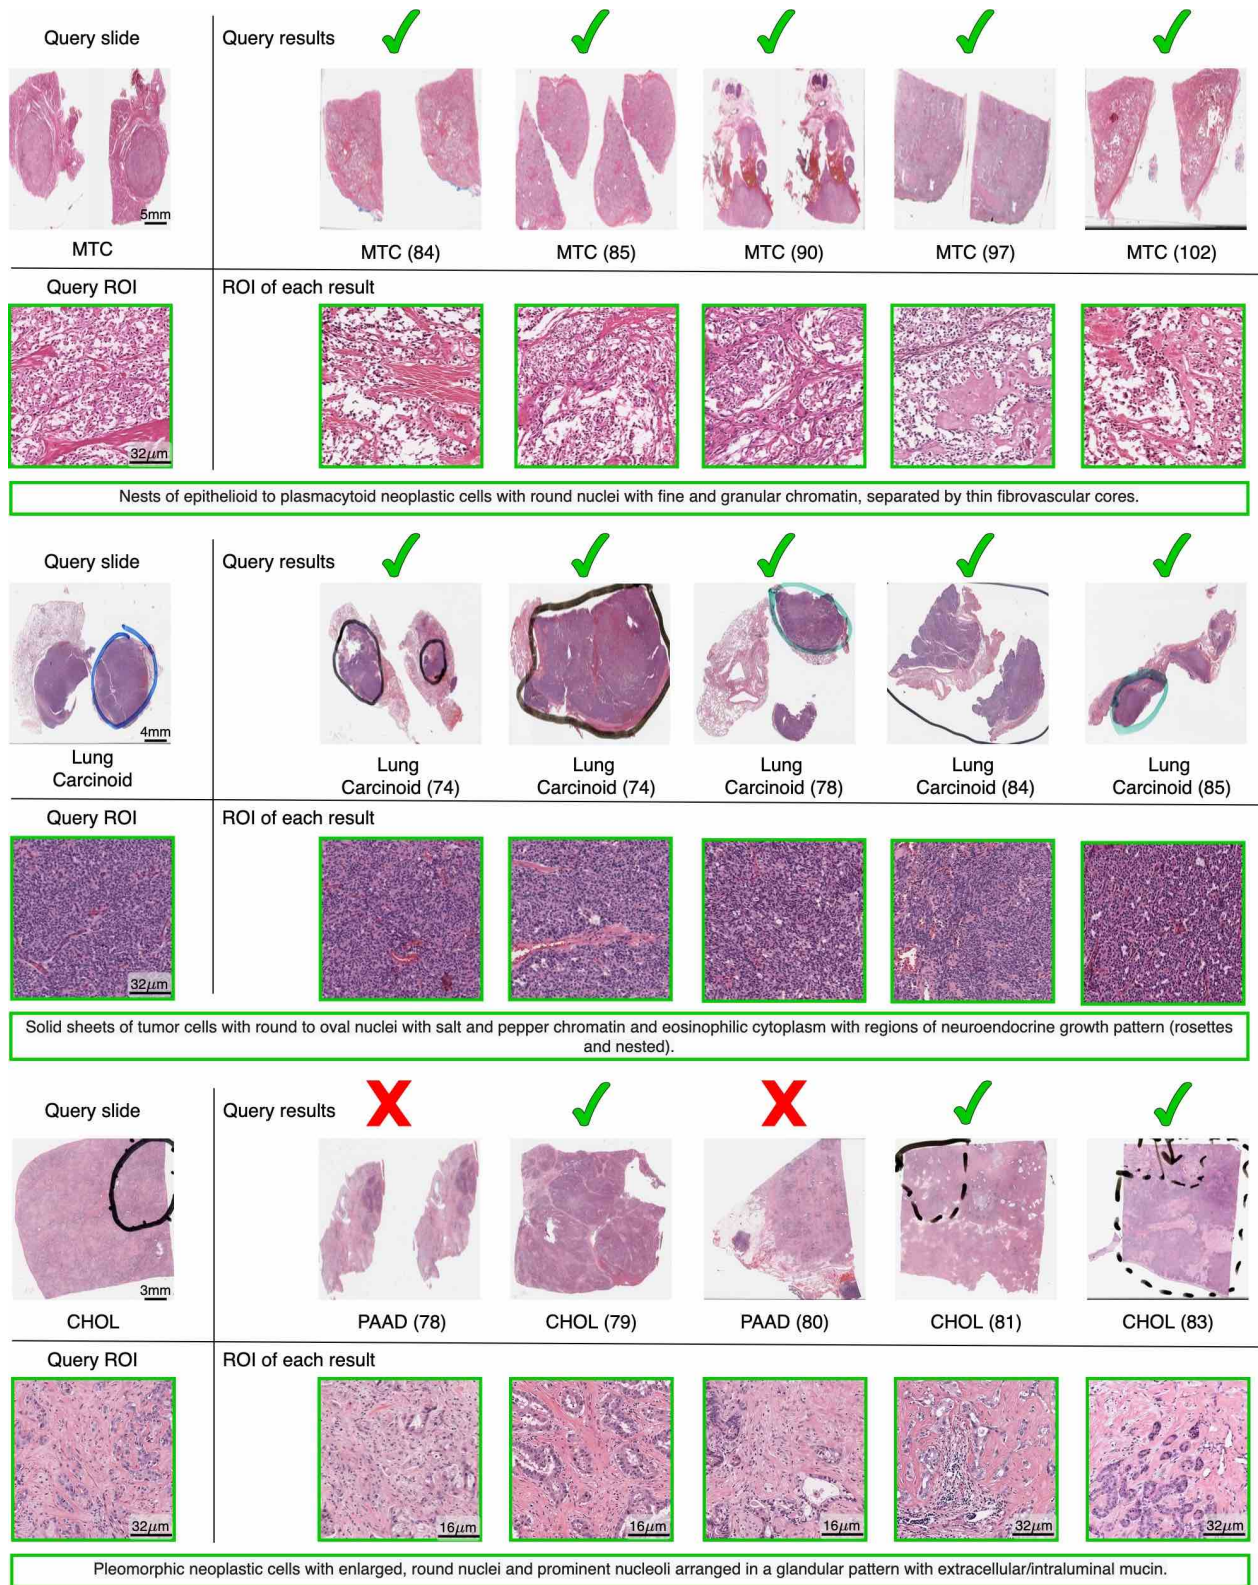 Query slide
Query results
5mm
MTC
MTC (84)
MTC (85)
MTC (90)
MTC (97)
MTC (102)
Query ROI
ROI of each result
32μm
Nests of epithelioid to plasmacytoid neoplastic cells with round nuclei with fine and granular chromatin, separated by thin fibrovascular cores.
Query slide
Query results
4mm
Lung
Carcinoid
Lung
Carcinoid (74)
Lung
Carcinoid (74)
Lung
Carcinoid (78)
Lung
Carcinoid (84)
Lung
Carcinoid (85)
Query ROI
ROI of each result
32μm
Solid sheets of tumor cells with round to oval nuclei with salt and pepper chromatin and eosinophilic cytoplasm with regions of neuroendocrine growth pattern (rosettes
and nested).
Query slide
Query results
X
X
3mm
CHOL
PAAD (78)
CHOL (79)
PAAD (80)
CHOL (81)
CHOL (83)
Query ROI
ROI of each result
32μm
16μm
16μm
16μm
32μm
32μm
Pleomorphic neoplastic cells with enlarged, round nuclei and prominent nucleoli arranged in a glandular pattern with extracellular/intraluminal mucin.